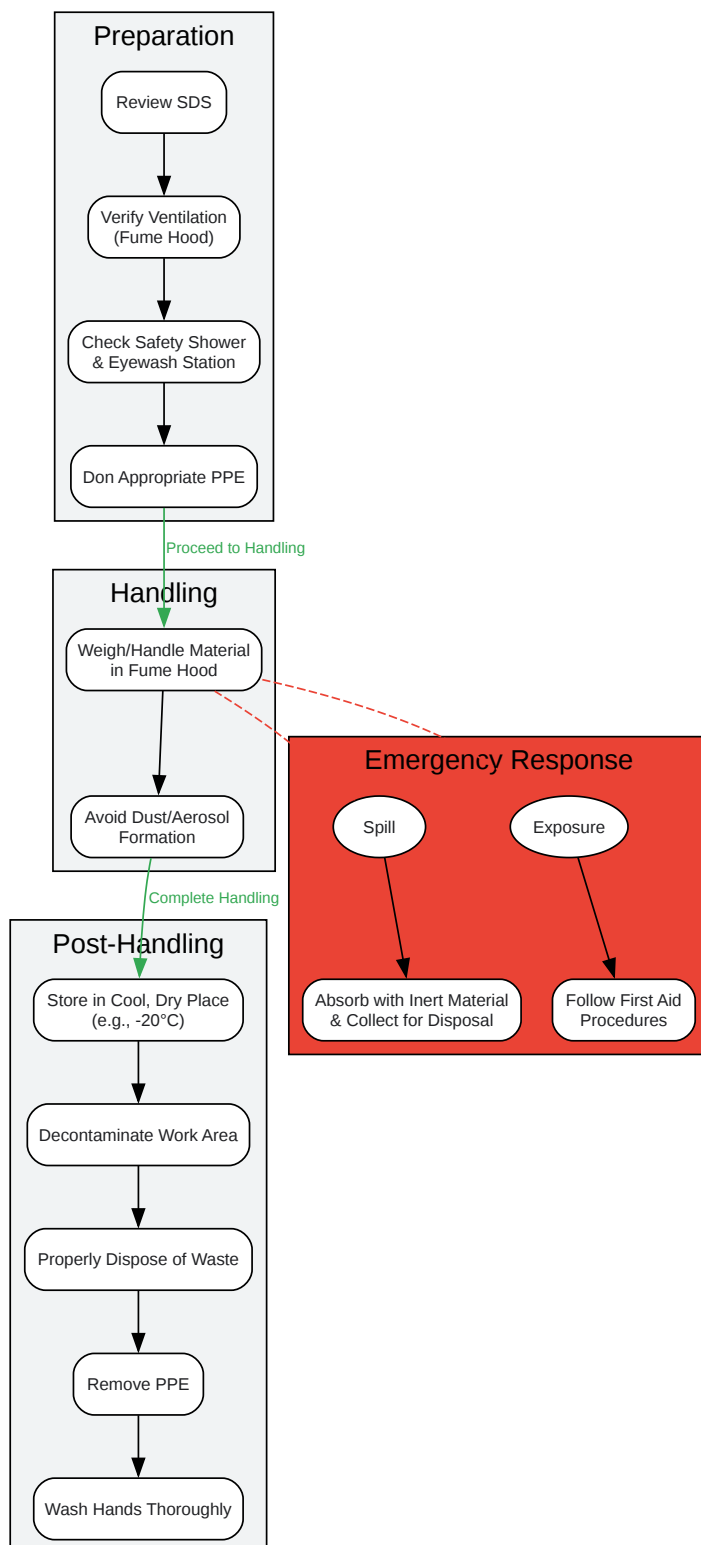 Preparation
Review SDS
Verify Ventilation
(Fume Hood)
Check Safety Shower
& Eyewash Station
Don Appropriate PPE
Proceed to Handling
Handling
Weigh/Handle Material
in Fume Hood
Avoid Dust/Aerosol
Formation
Complete Handling
Emergency Response
Spill
Exposure
Absorb with Inert Material
& Collect for Disposal
Follow First Aid
Procedures
Post-Handling
Store in Cool, Dry Place
(e.g., -20°C)
Decontaminate Work Area
Properly Dispose of Waste
Remove PPE
Wash Hands Thoroughly